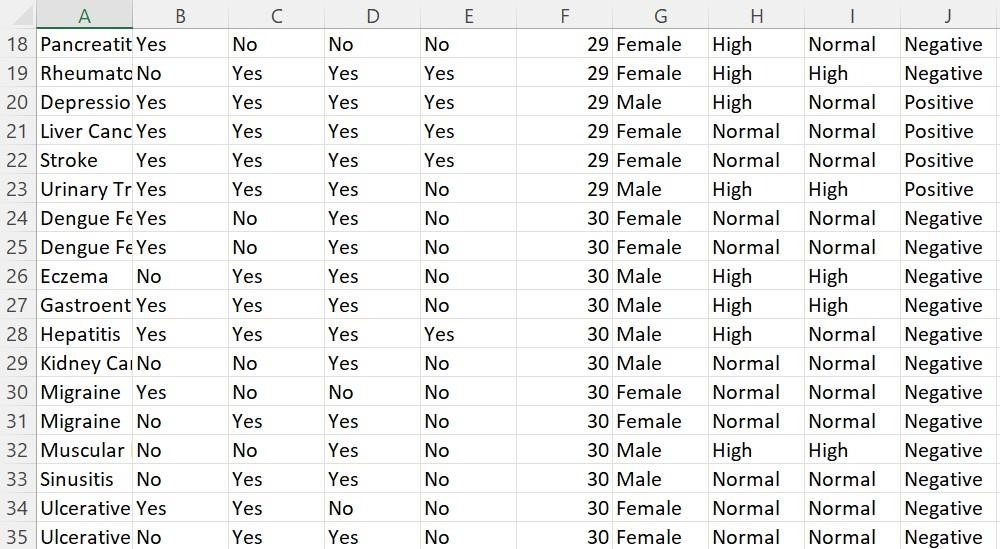 A B C D E F G H I J
18 Pancreatit Yes No No No 29 Female High Normal Negative
19 Rheumato No Yes Yes Yes 29 Female High High Negative
20 Depressio Yes Yes Yes Yes 29 Male High Normal Positive
21 Liver Canc Yes Yes Yes Yes 29 Female Normal Normal Positive
22 Stroke Yes Yes Yes Yes 29 Female Normal Normal Positive
23 Urinary Tr Yes Yes Yes No 29 Male High High Positive
24 Dengue Fe Yes No Yes No 30 Female Normal Normal Negative
25 Dengue Fe Yes No Yes No 30 Female Normal Normal Negative
26 Eczema No Yes Yes No 30 Male High High Negative
27 Gastroent Yes Yes Yes No 30 Male High High Negative
28 Hepatitis Yes Yes Yes Yes 30 Male High Normal Negative
29 Kidney Ca No No Yes No 30 Male Normal Normal Negative
30 Migraine Yes No No No 30 Female Normal Normal Negative
31 Migraine No Yes Yes No 30 Female Normal Normal Negative
32 Muscular No No Yes No 30 Male High High Negative
33 Sinusitis No Yes Yes No 30 Male Normal Normal Negative
34 Ulcerative Yes Yes No No 30 Female Normal Normal Negative
35 Ulcerative No Yes Yes No 30 Female Normal Normal Negative